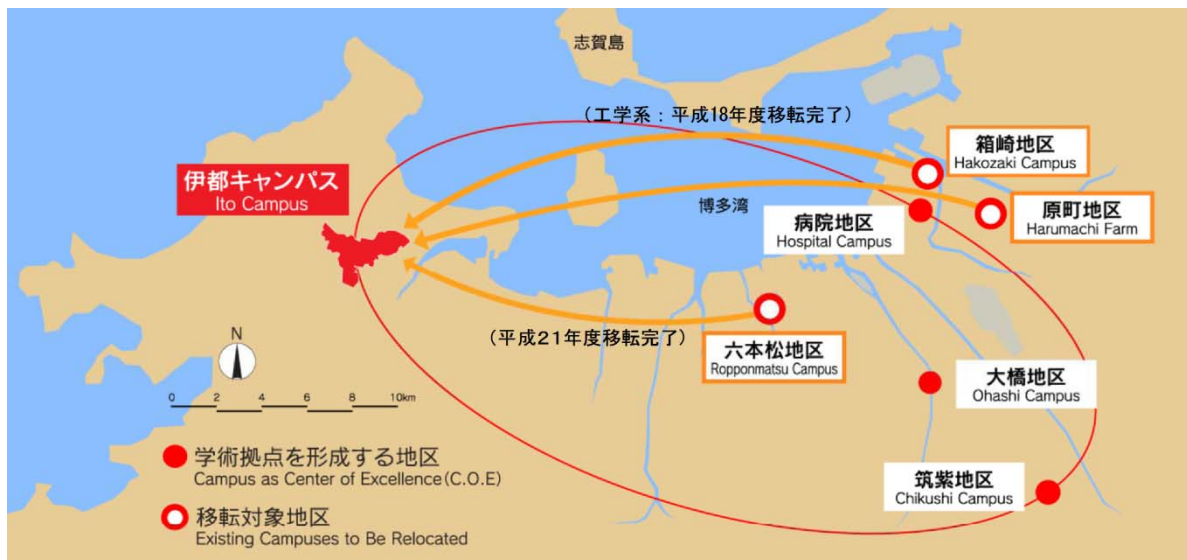 志賀島
(工学系：平成18年度移転完了)
箱崎地区
Hakozaki Campus
伊都キャンパス
Ito Campus
博多湾
原町地区
Harumachi Farm
病院地区
Hospital Campus
(平成21年度移転完了)
六本松地区
Ropponmatsu Campus
大橋地区
Ohashi Campus
筑紫地区
Chikushi Campus
N
0 2 4 6 8 10km
学術拠点を形成する地区
Campus as Center of Excellence(C.O.E)
移転対象地区
Existing Campuses to Be Relocated